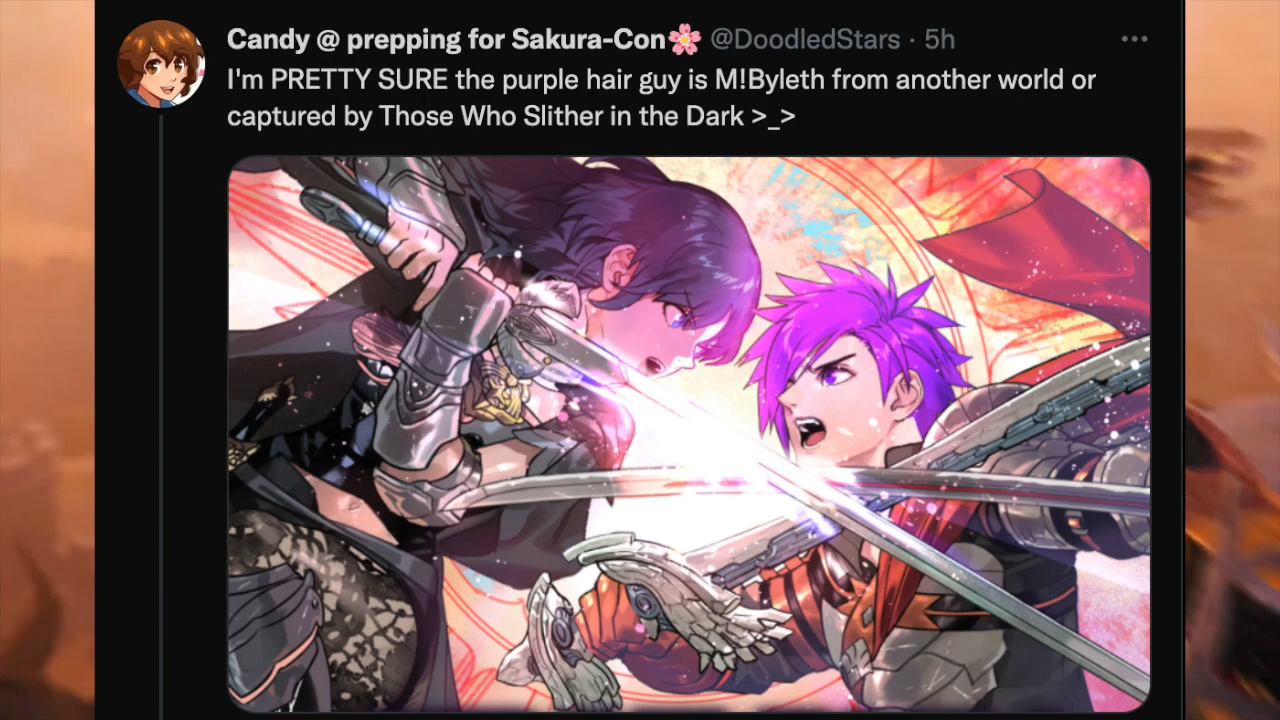 Candy @ prepping for Sakura-Con🌸 @DoodledStars · 5h
I'm PRETTY SURE the purple hair guy is M!Byleth from another world or
captured by Those Who Slither in the Dark >_>